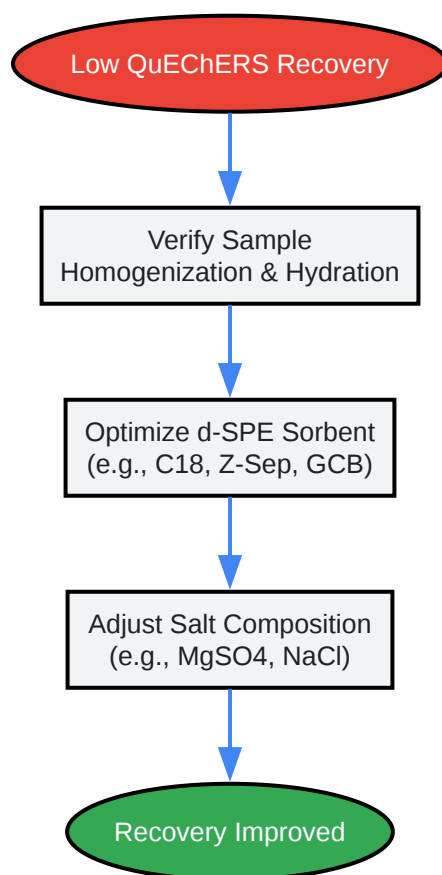 Low QuEChERS Recovery
Verify Sample
Homogenization & Hydration
Optimize d-SPE Sorbent
(e.g., C18, Z-Sep, GCB)
Adjust Salt Composition
(e.g., MgSO4, NaCl)
Recovery Improved